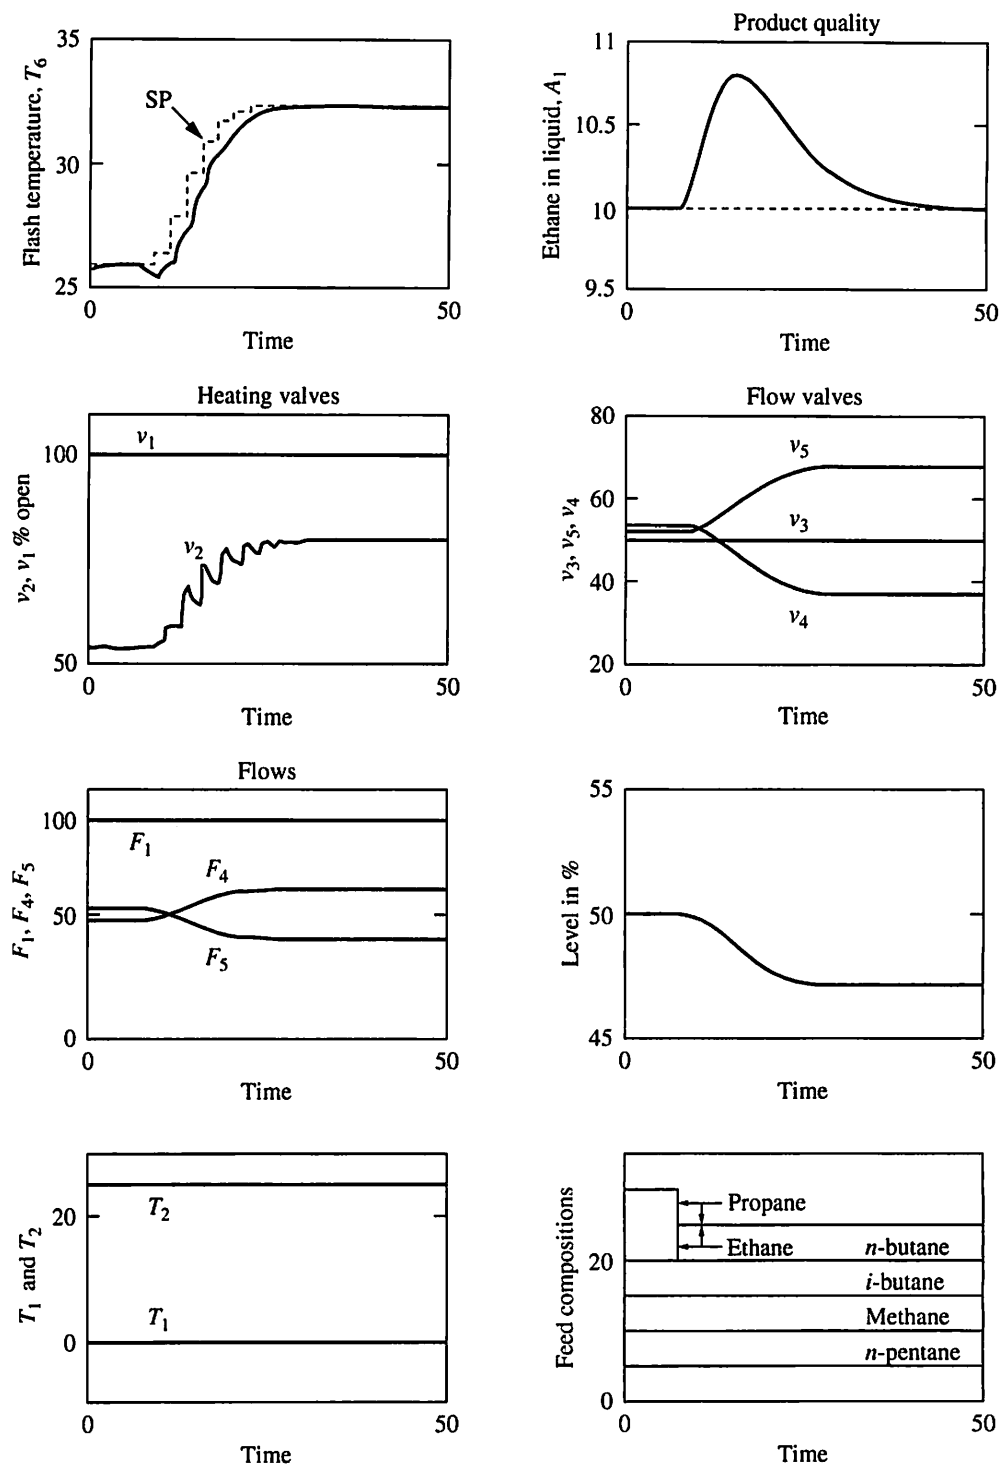 35
30
25
Flash temperature, T6
SP
0
50
Time
Product quality
11
10.5
10
9.5
Ethane in liquid, A1
0
50
Time
Heating valves
100
50
v2, v1 % open
v1
v2
0
50
Time
Flow valves
80
60
40
20
v3, v5, v4
v5
v3
v4
0
50
Time
Flows
100
50
0
F1, F4, F5
F1
F4
F5
0
50
Time
55
50
45
Level in %
0
50
Time
20
0
T1 and T2
T2
T1
0
50
Time
20
0
Feed compositions
Propane
Ethane
n-butane
i-butane
Methane
n-pentane
0
50
Time